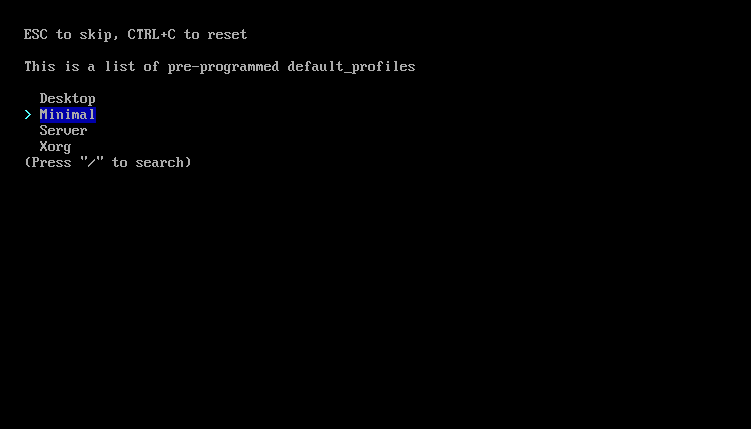 ESC to skip, CTRL+C to reset
This is a list of pre-programmed default_profiles
Desktop
> Minimal
Server
Xorg
(Press "/" to search)